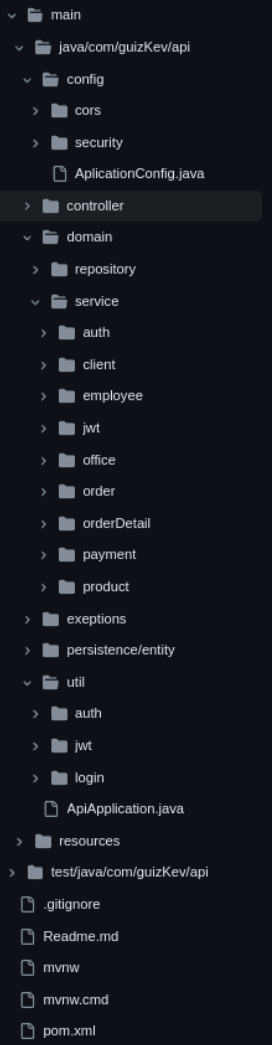 main
java/com/guizKev/api
config
cors
security
AplicationConfig.java
controller
domain
repository
service
auth
client
employee
jwt
office
order
orderDetail
payment
product
exeptions
persistence/entity
util
auth
jwt
login
ApiApplication.java
resources
test/java/com/guizKev/api
.gitignore
Readme.md
mvnw
mvnw.cmd
pom.xml